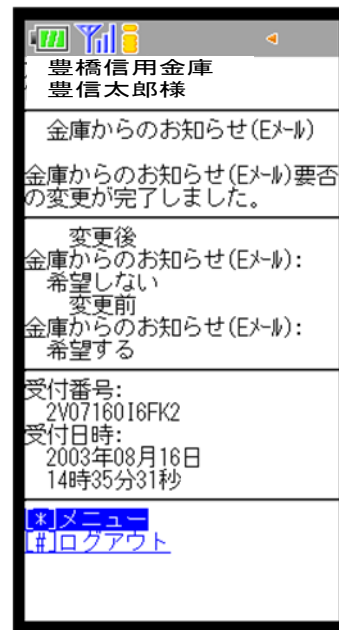 豊橋信用金庫
豊信太郎様
金庫からのお知らせ(Eメール)
金庫からのお知らせ(Eメール)要否
の変更が完了しました。
変更後
金庫からのお知らせ(Eメール):
希望しない
変更前
金庫からのお知らせ(Eメール):
希望する
受付番号:
2V07160I6FK2
受付日時:
2003年08月16日
14時35分31秒
[*]メニュー
[#]ログアウト